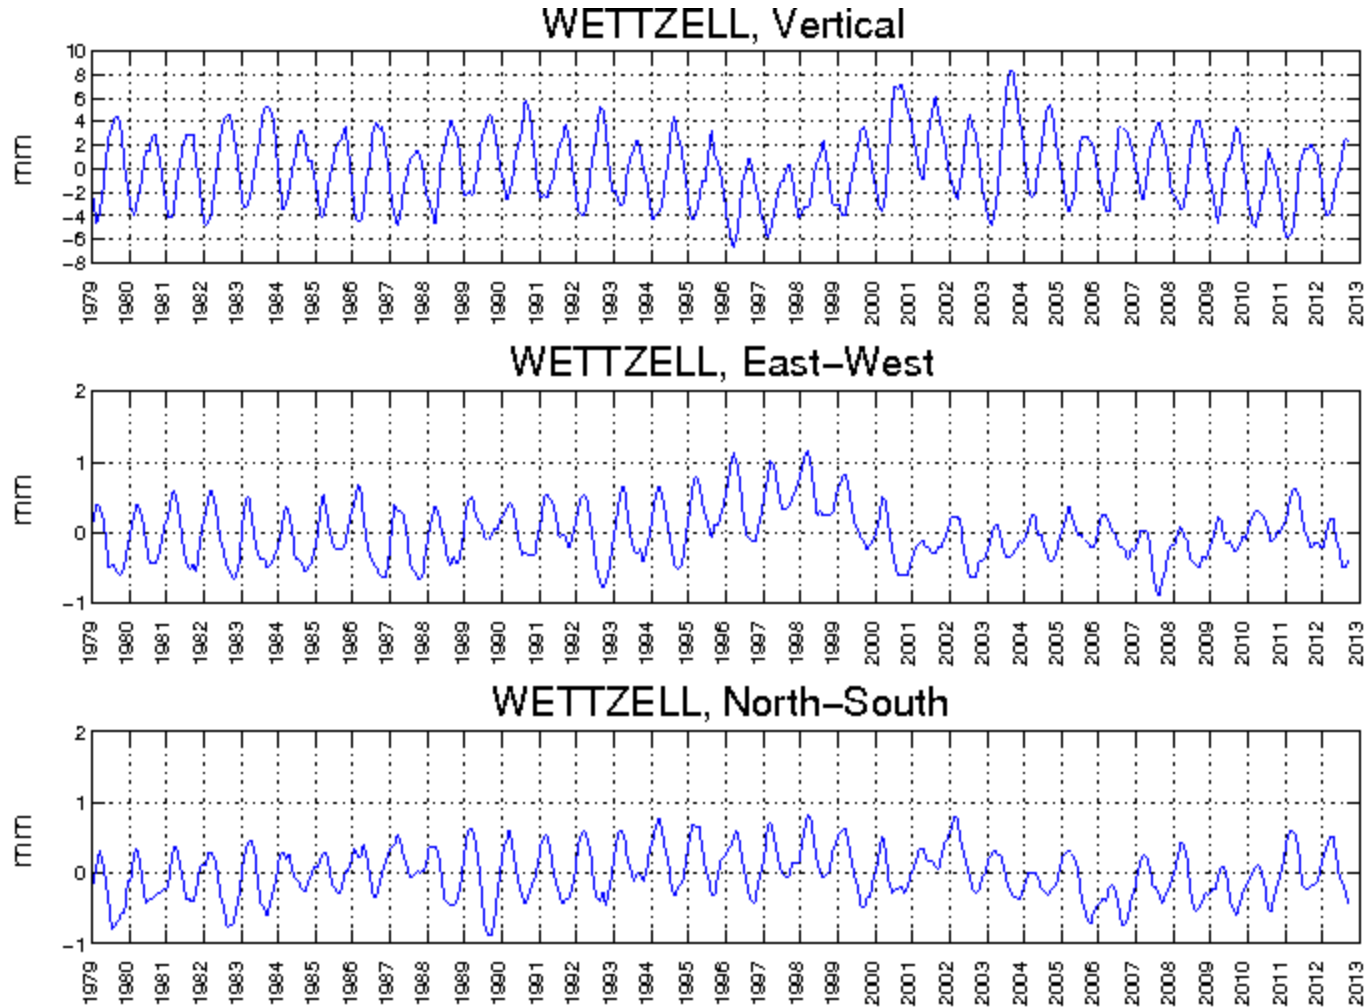 WETTZELL, Vertical
10
8
6
4
2
0
−2
−4
−6
−8
mm
1979 1980 1981 1982 1983 1984 1985 1986 1987 1988 1989 1990 1991 1992 1993 1994 1995 1996 1997 1998 1999 2000 2001 2002 2003 2004 2005 2006 2007 2008 2009 2010 2011 2012 2013
WETTZELL, East−West
2
1
0
−1
mm
1979 1980 1981 1982 1983 1984 1985 1986 1987 1988 1989 1990 1991 1992 1993 1994 1995 1996 1997 1998 1999 2000 2001 2002 2003 2004 2005 2006 2007 2008 2009 2010 2011 2012 2013
WETTZELL, North−South
2
1
0
−1
mm
1979 1980 1981 1982 1983 1984 1985 1986 1987 1988 1989 1990 1991 1992 1993 1994 1995 1996 1997 1998 1999 2000 2001 2002 2003 2004 2005 2006 2007 2008 2009 2010 2011 2012 2013